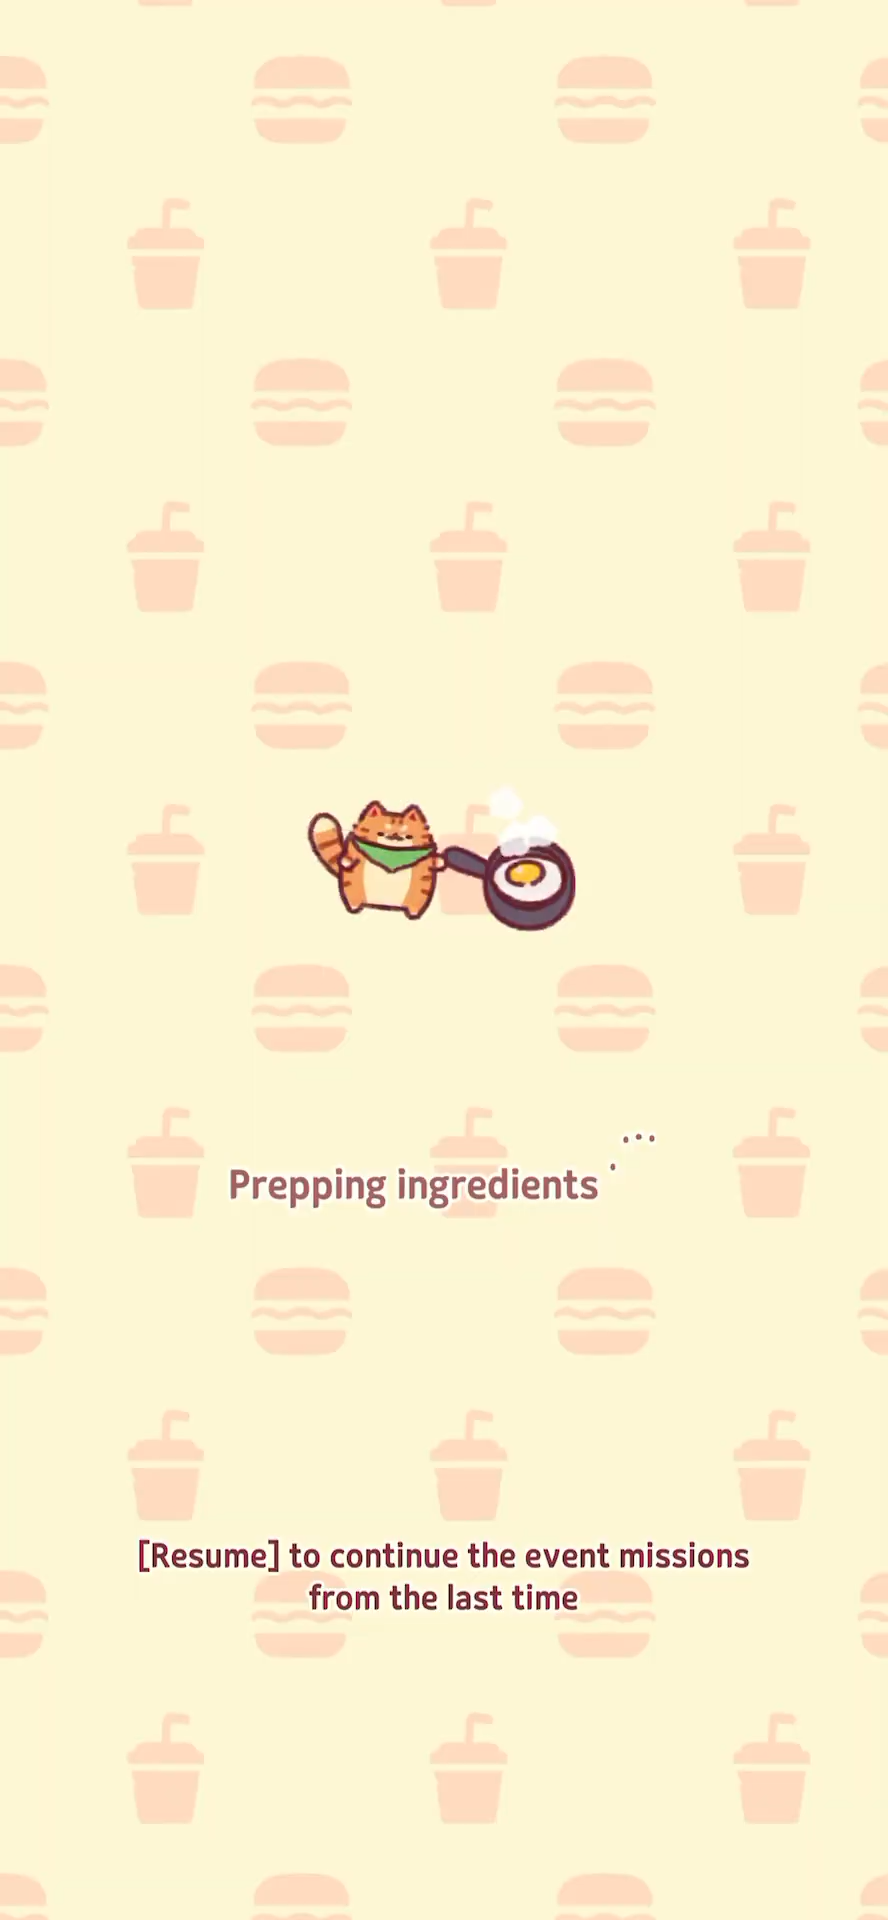 Prepping ingredients....
[Resume] to continue the event missions
from the last time